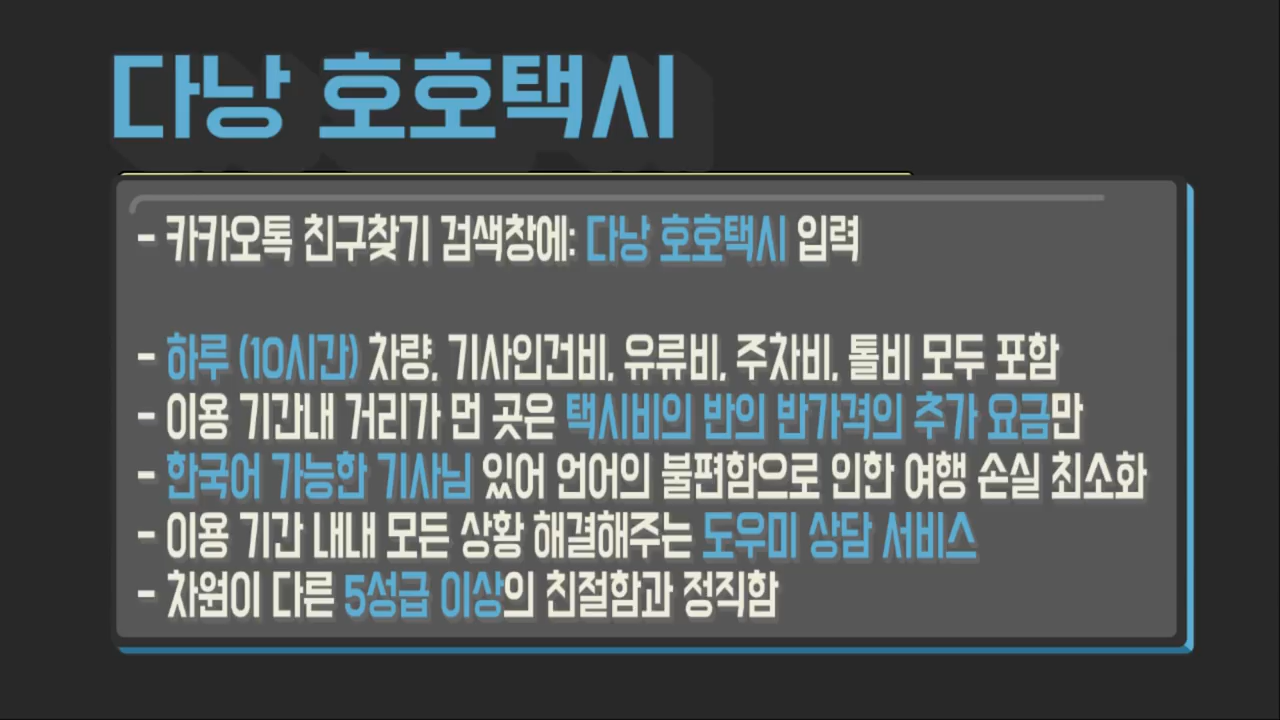 다낭 호호택시
- 카카오톡 친구찾기 검색창에: 다낭 호호택시 입력
- 하루 (10시간) 차량, 기사인건비, 유류비, 주차비, 톨비 모두 포함
- 이용 기간내 거리가 먼 곳은 택시비의 반의 반가격의 추가 요금만
- 한국어 가능한 기사님 있어 언어의 불편함으로 인한 여행 손실 최소화
- 이용 기간 내내 모든 상황 해결해주는 도우미 상담 서비스
- 차원이 다른 5성급 이상의 친절함과 정직함